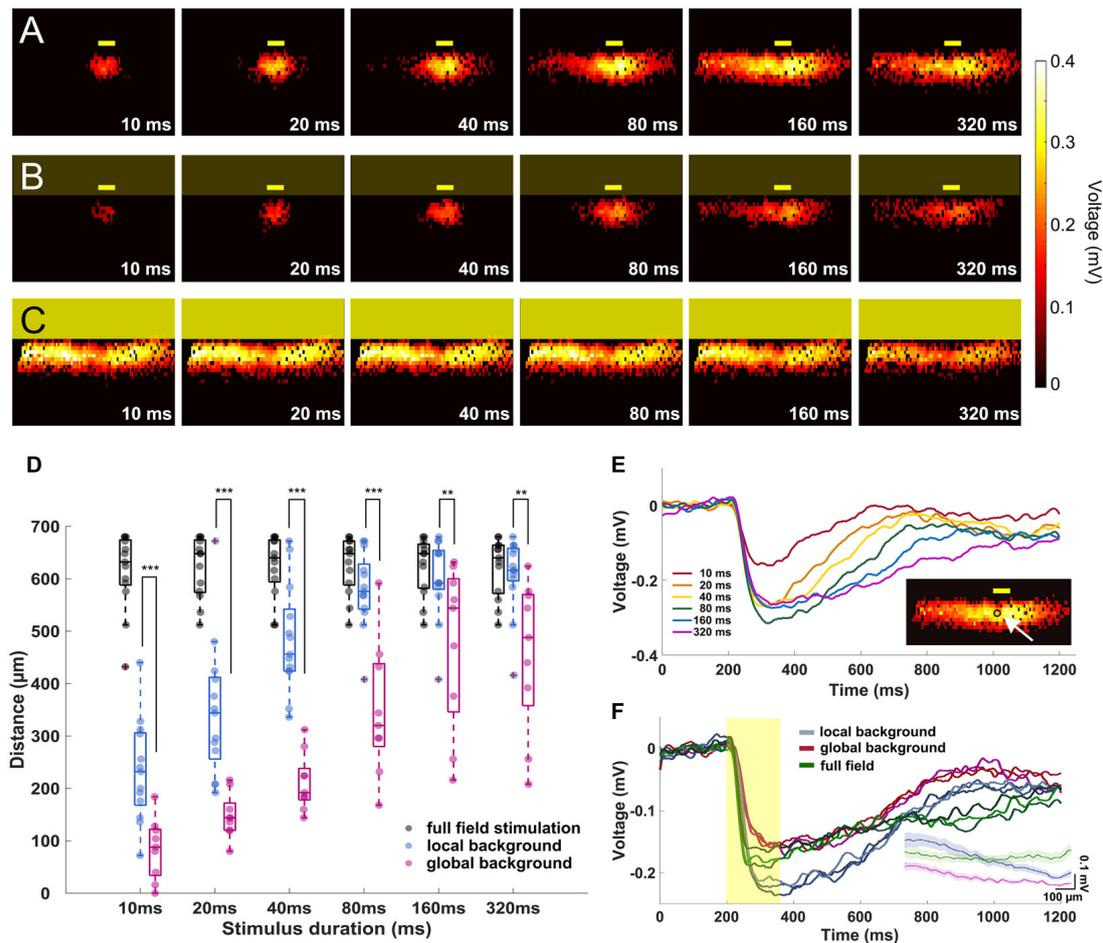 A
10 ms
20 ms
40 ms
80 ms
160 ms
320 ms
B
10 ms
20 ms
40 ms
80 ms
160 ms
320 ms
C
10 ms
20 ms
40 ms
80 ms
160 ms
320 ms
0.4
0.3
0.2
0.1
0
Voltage (mV)
D
***
***
***
***
**
**
700
600
500
400
300
200
100
0
Distance (µm)
full field stimulation
local background
global background
10ms
20ms
40ms
80ms
160ms
320ms
Stimulus duration (ms)
E
0
-0.2
-0.4
Voltage (mV)
10 ms
20 ms
40 ms
80 ms
160 ms
320 ms
0
200
400
600
800
1000
1200
Time (ms)
F
0
-0.1
-0.2
Voltage (mV)
local background
global background
full field
0.1 mV
100 µm
0
200
400
600
800
1000
1200
Time (ms)